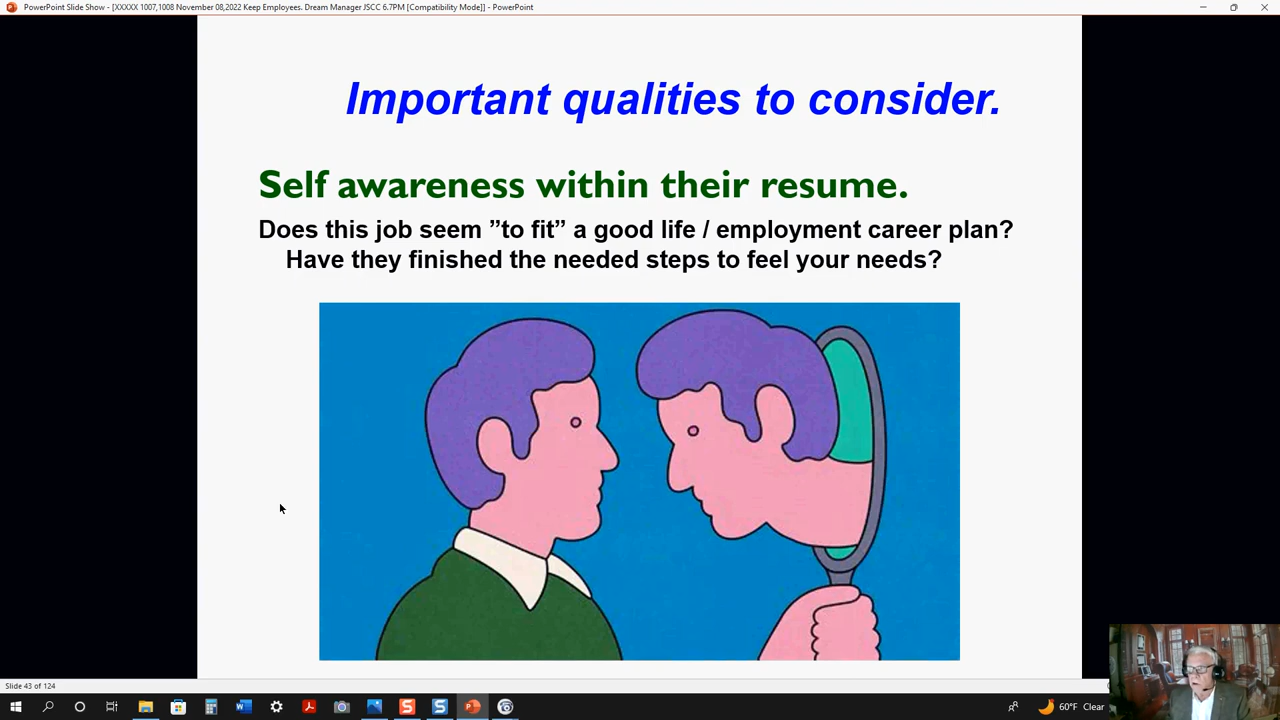 PowerPoint Slide Show - [XXXXX 1007,1008 November 08,2022 Keep Employees. Dream Manager JSCC 6.7PM [Compatibility Mode]] - PowerPoint
Important qualities to consider.
Self awareness within their resume.
Does this job seem ”to fit” a good life / employment career plan?
Have they finished the needed steps to feel your needs?
Slide 43 of 124
60°F Clear